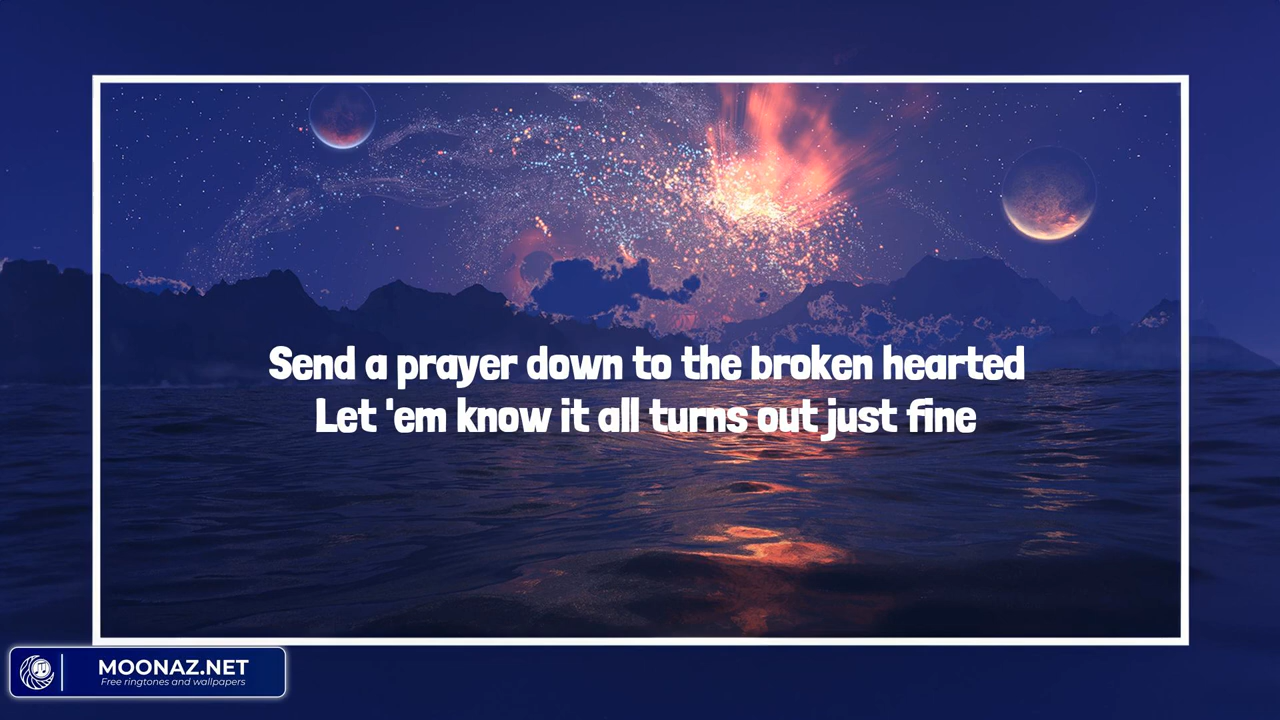 Send a prayer down to the broken hearted
Let 'em know it all turns out just fine
MOONAZ.NET
Free ringtones and wallpapers